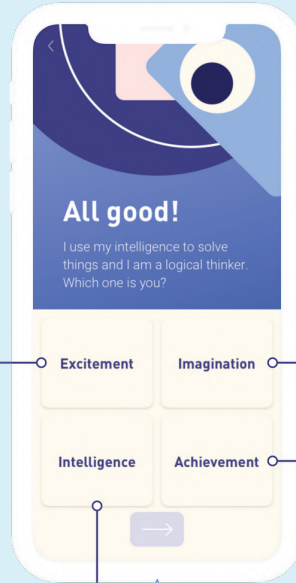 All good!
I use my intelligence to solve
things and I am a logical thinker.
Which one is you?
Excitement
Imagination
Intelligence
Achievement